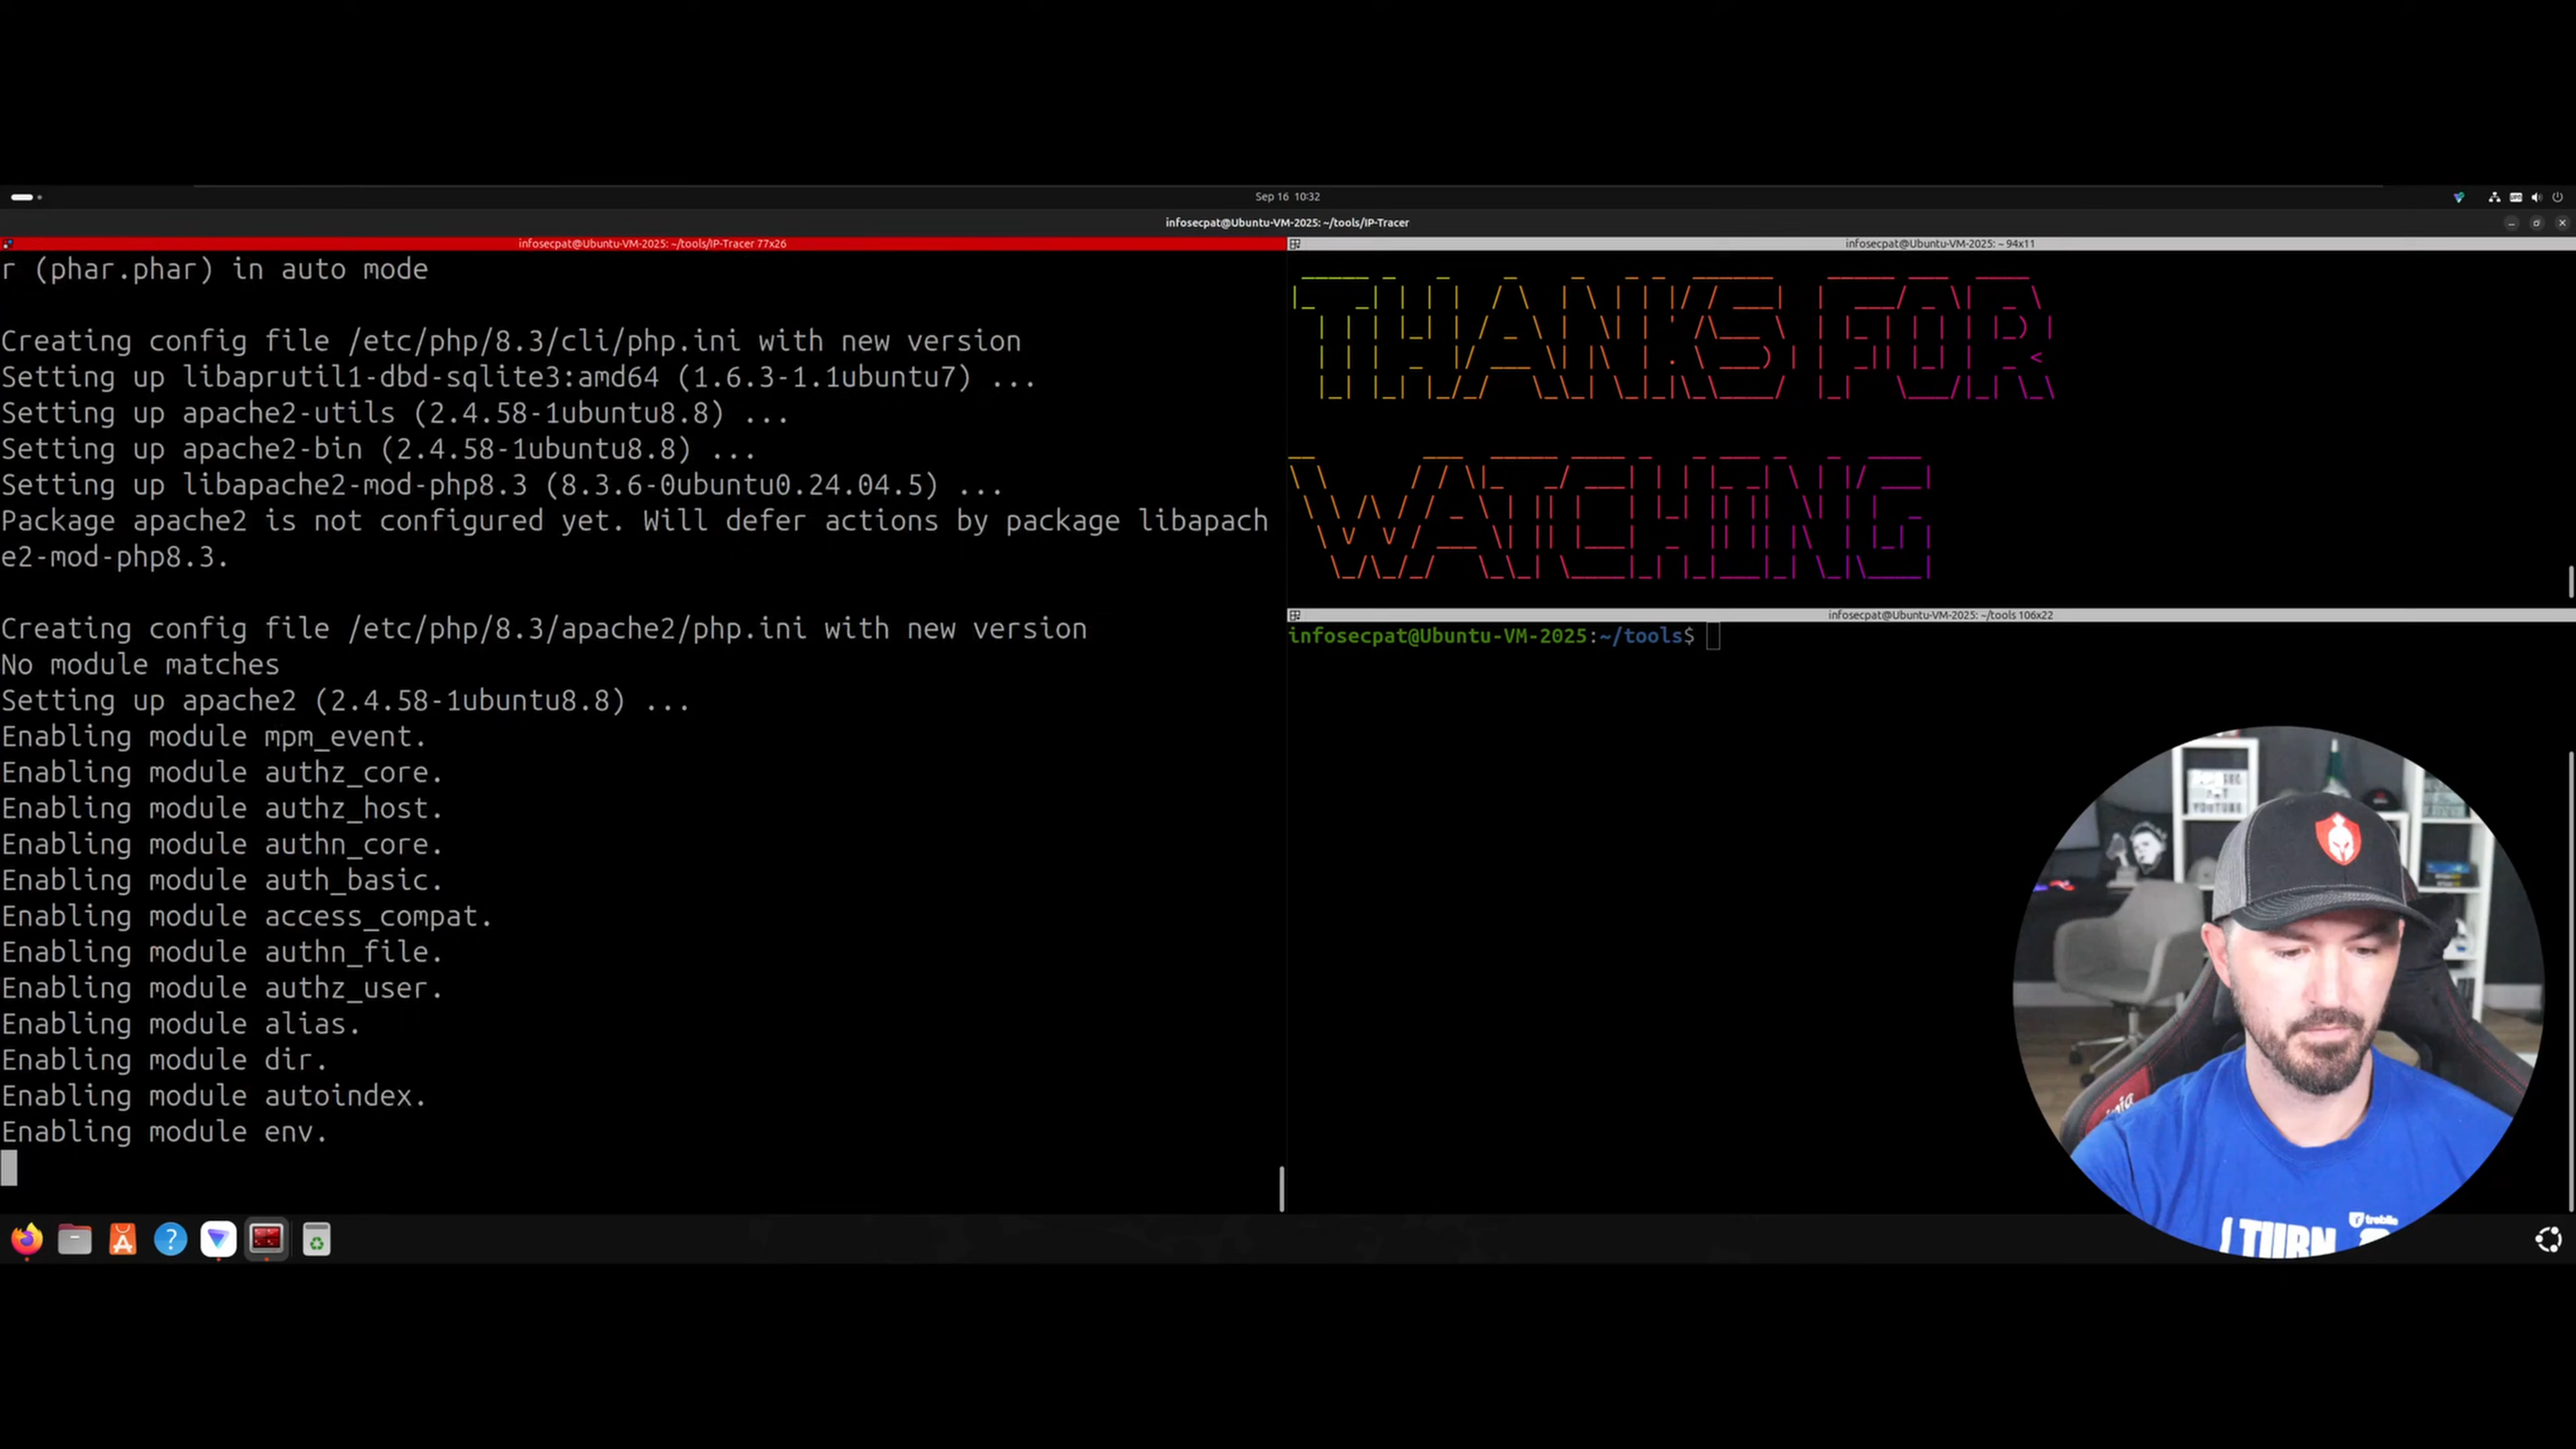 Sep 16 10:32
infosecpat@Ubuntu-VM-2025: ~/tools/IP-Tracer
infosecpat@Ubuntu-VM-2025: ~/tools/IP-Tracer 77x26
r (phar.phar) in auto mode
Creating config file /etc/php/8.3/cli/php.ini with new version
Setting up libaprutil1-dbd-sqlite3:amd64 (1.6.3-1.1ubuntu7) ...
Setting up apache2-utils (2.4.58-1ubuntu8.8) ...
Setting up apache2-bin (2.4.58-1ubuntu8.8) ...
Setting up libapache2-mod-php8.3 (8.3.6-0ubuntu0.24.04.5) ...
Package apache2 is not configured yet. Will defer actions by package libapach
e2-mod-php8.3.
Creating config file /etc/php/8.3/apache2/php.ini with new version
No module matches
Setting up apache2 (2.4.58-1ubuntu8.8) ...
Enabling module mpm_event.
Enabling module authz_core.
Enabling module authz_host.
Enabling module authn_core.
Enabling module auth_basic.
Enabling module access_compat.
Enabling module authn_file.
Enabling module authz_user.
Enabling module alias.
Enabling module dir.
Enabling module autoindex.
Enabling module env.
infosecpat@Ubuntu-VM-2025: ~ 94x11
THANKS FOR
WATCHING
infosecpat@Ubuntu-VM-2025: ~/tools 106x22
infosecpat@Ubuntu-VM-2025:~/tools$
YOUTUBE
I TURN